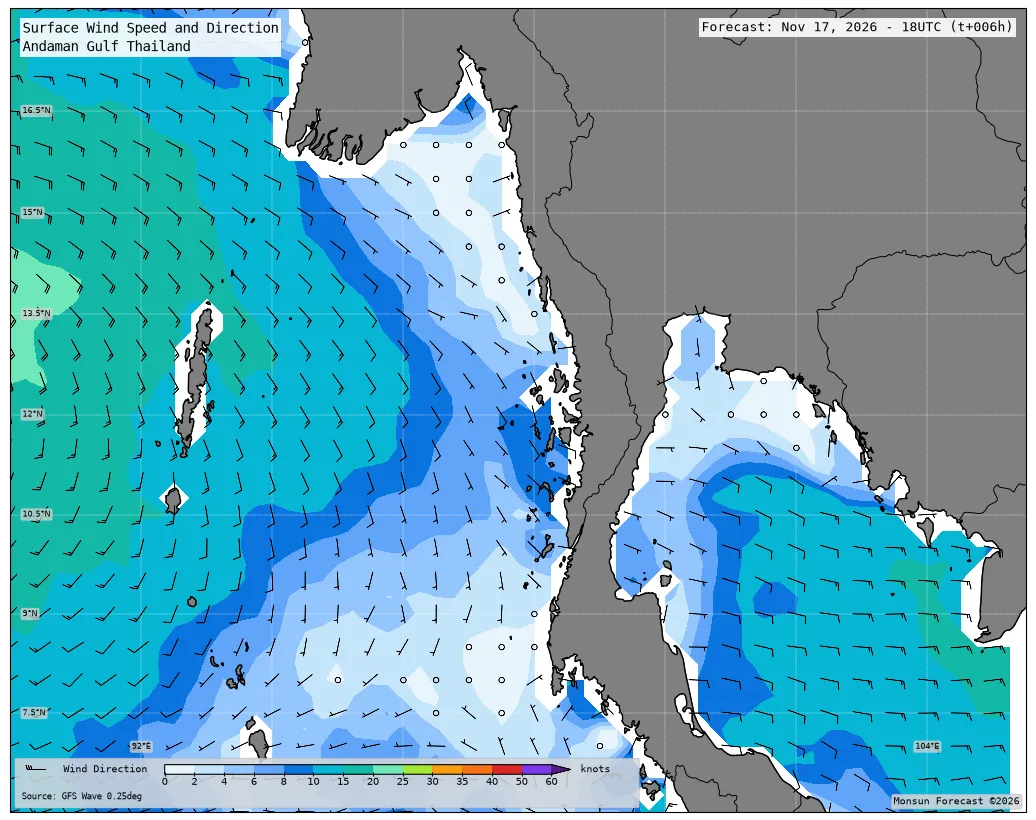 Surface Wind Speed and Direction
Andaman Gulf Thailand
Forecast: Nov 17, 2026 - 18UTC (t+006h)
16.5°N
15°N
13.5°N
12°N
10.5°N
9°N
7.5°N
92°E
104°E
Wind Direction
knots
0 2 4 6 8 10 15 20 25 30 40 50 60
Source: GFS Wave 0.25deg
Monsun Forecast ©2026